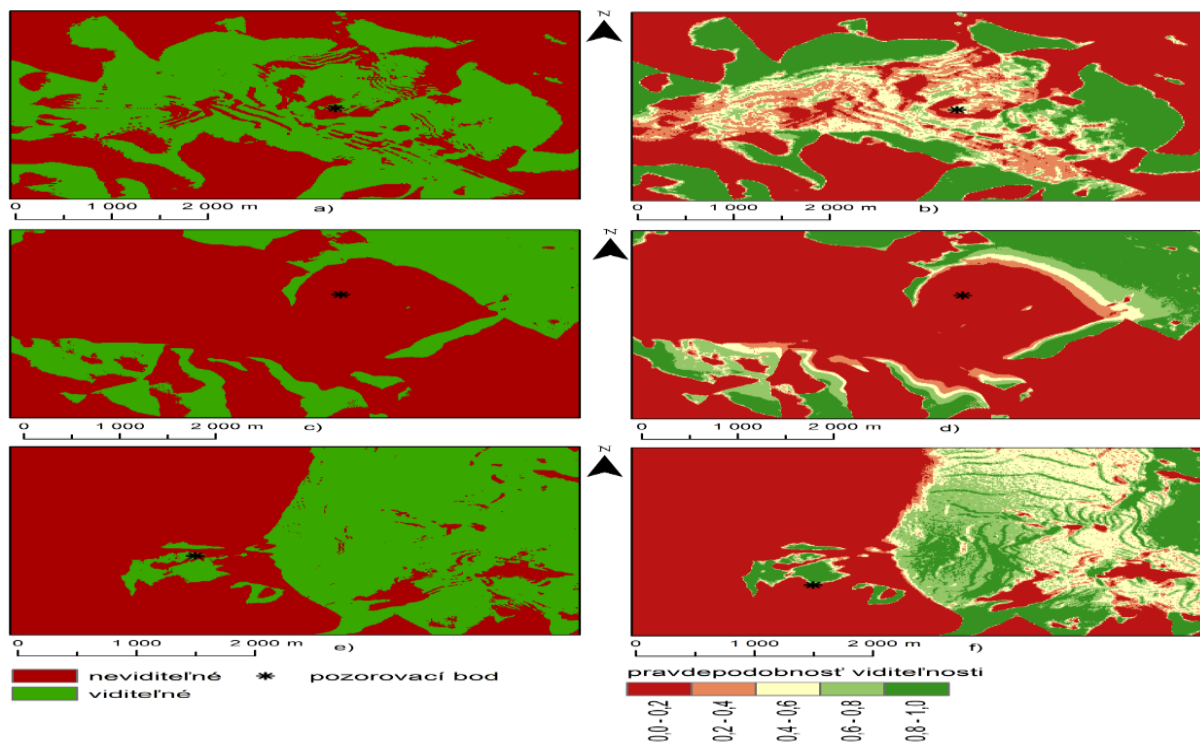 N
0 1 000 2 000 m a)
0 1 000 2 000 m b)
N
0 1 000 2 000 m c)
0 1 000 2 000 m d)
N
0 1 000 2 000 m e)
0 1 000 2 000 m f)
neviditeľné
pozorovací bod
viditeľné
pravdepodobnosť viditeľnosti
0,0 - 0,2
0,2 - 0,4
0,4 - 0,6
0,6 - 0,8
0,8 - 1,0